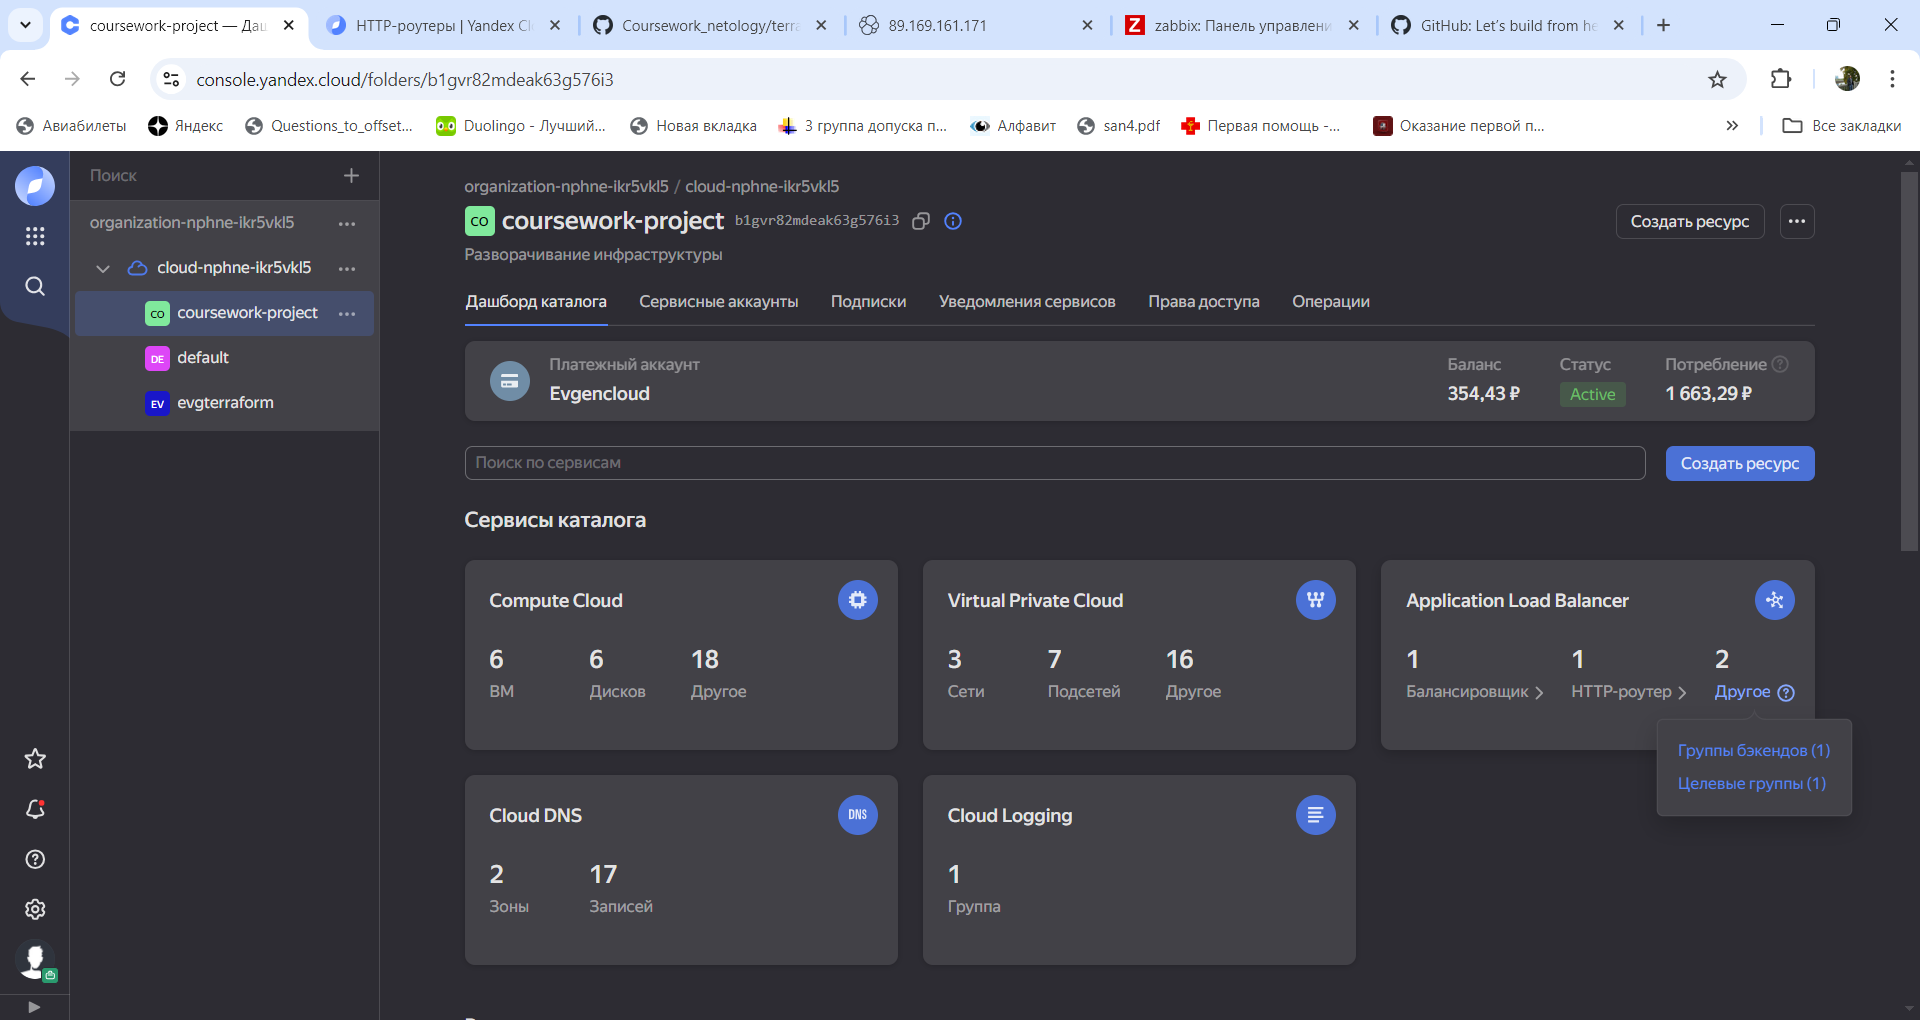 coursework-project — Даш
HTTP-роутеры | Yandex Cl
Coursework_netology/terra
89.169.161.171
zabbix: Панель управлени
GitHub: Let's build from he
console.yandex.cloud/folders/b1gvr82mdeak63g576i3
Авиабилеты
Яндекс
Questions_to_offset...
Duolingo - Лучший...
Новая вкладка
3 группа допуска п...
Алфавит
san4.pdf
Первая помощь -...
Оказание первой п...
Все закладки
Поиск
organization-nphne-ikr5vkl5
cloud-nphne-ikr5vkl5
CO coursework-project
DE default
EV evgterraform
organization-nphne-ikr5vkl5 / cloud-nphne-ikr5vkl5
CO coursework-project b1gvr82mdeak63g576i3
Создать ресурс
Разворачивание инфраструктуры
Дашборд каталога
Сервисные аккаунты
Подписки
Уведомления сервисов
Права доступа
Операции
Платежный аккаунт
Evgencloud
Баланс
354,43 ₽
Статус
Active
Потребление
1 663,29 ₽
Поиск по сервисам
Создать ресурс
Сервисы каталога
Compute Cloud
6 6 18
ВМ Дисков Другое
Virtual Private Cloud
3 7 16
Сети Подсетей Другое
Application Load Balancer
1 1 2
Балансировщик HTTP-роутер Другое
Группы бэкендов (1)
Целевые группы (1)
Cloud DNS
DNS
2 17
Зоны Записей
Cloud Logging
1
Группа